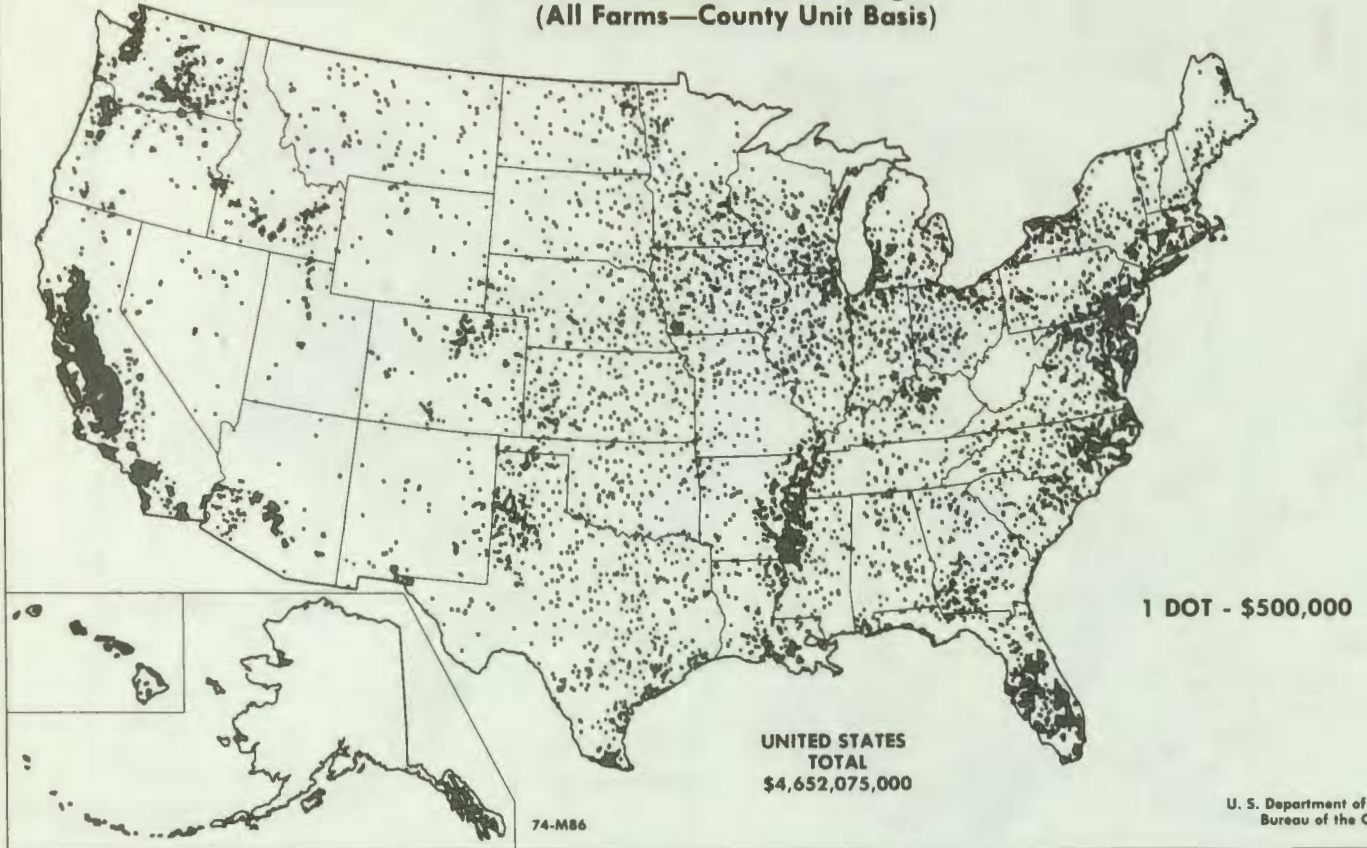 (All Farms—County Unit Basis)
1 DOT - $500,000
UNITED STATES
TOTAL
$4,652,075,000
74-M86
U. S. Department of
Bureau of the